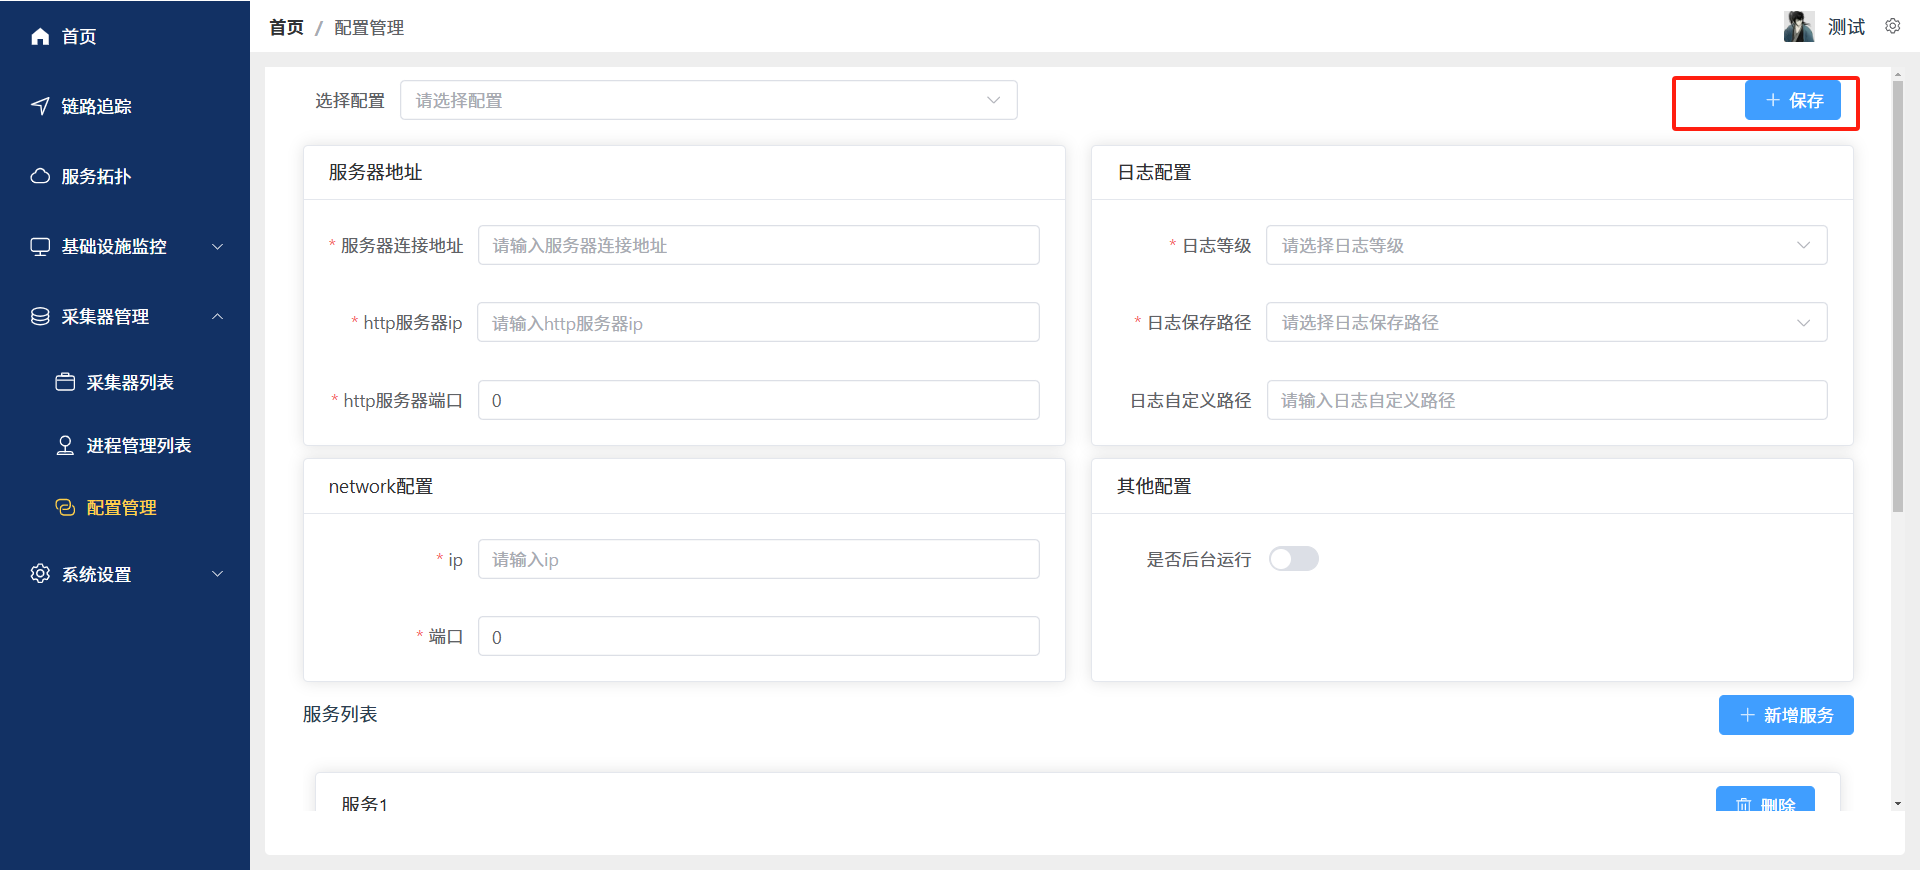 首页
链路追踪
服务拓扑
基础设施监控
采集器管理
采集器列表
进程管理列表
配置管理
系统设置
首页 / 配置管理
测试
选择配置 请选择配置
保存
服务器地址
* 服务器连接地址 请输入服务器连接地址
* http服务器ip 请输入http服务器ip
* http服务器端口 0
日志配置
* 日志等级 请选择日志等级
* 日志保存路径 请选择日志保存路径
日志自定义路径 请输入日志自定义路径
network配置
* ip 请输入ip
* 端口 0
其他配置
是否后台运行
服务列表
新增服务
服务1
删除